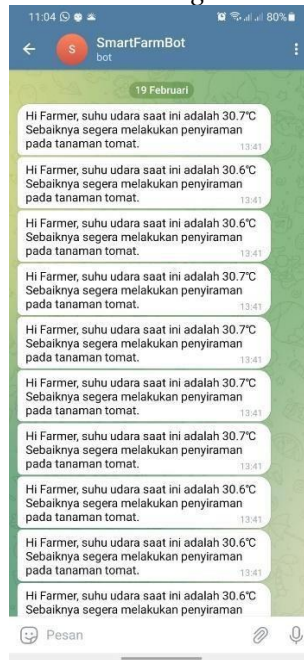 11:04
80%
SmartFarmBot
bot
19 Februari
Hi Farmer, suhu udara saat ini adalah 30.7°C
Sebaiknya segera melakukan penyiraman
pada tanaman tomat.
13:41
Hi Farmer, suhu udara saat ini adalah 30.6°C
Sebaiknya segera melakukan penyiraman
pada tanaman tomat.
13:41
Hi Farmer, suhu udara saat ini adalah 30.6°C
Sebaiknya segera melakukan penyiraman
pada tanaman tomat.
13:41
Hi Farmer, suhu udara saat ini adalah 30.7°C
Sebaiknya segera melakukan penyiraman
pada tanaman tomat.
13:41
Hi Farmer, suhu udara saat ini adalah 30.7°C
Sebaiknya segera melakukan penyiraman
pada tanaman tomat.
13:41
Hi Farmer, suhu udara saat ini adalah 30.7°C
Sebaiknya segera melakukan penyiraman
pada tanaman tomat.
13:41
Hi Farmer, suhu udara saat ini adalah 30.7°C
Sebaiknya segera melakukan penyiraman
pada tanaman tomat.
13:41
Hi Farmer, suhu udara saat ini adalah 30.6°C
Sebaiknya segera melakukan penyiraman
pada tanaman tomat.
13:41
Hi Farmer, suhu udara saat ini adalah 30.6°C
Sebaiknya segera melakukan penyiraman
pada tanaman tomat.
13:41
Hi Farmer, suhu udara saat ini adalah 30.6°C
Sebaiknya segera melakukan penyiraman
Pesan